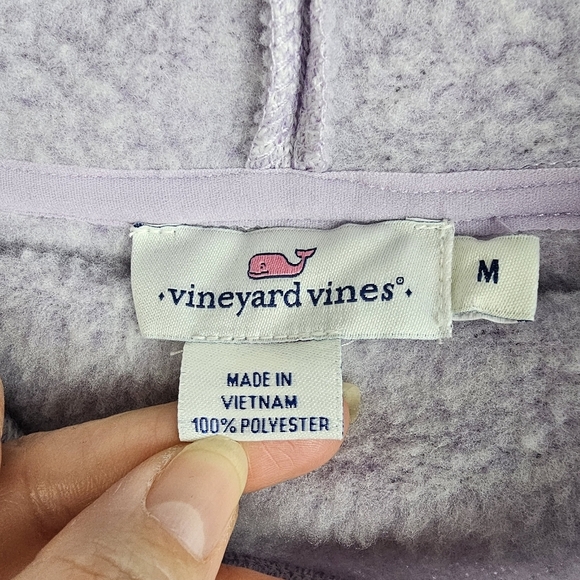 ·vineyard vines®·
M
MADE IN
VIETNAM
100% POLYESTER